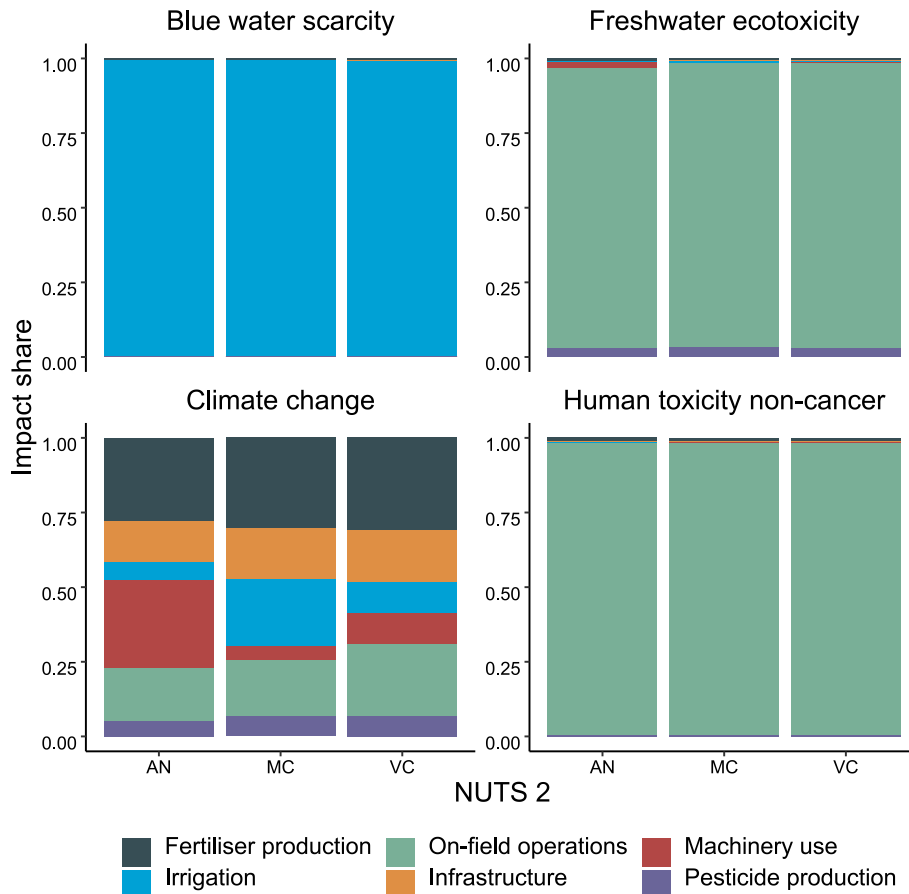 Blue water scarcity
Freshwater ecotoxicity
1.00
0.75
0.50
0.25
0.00
1.00
0.75
0.50
0.25
0.00
Impact share
Climate change
Human toxicity non-cancer
1.00
0.75
0.50
0.25
0.00
1.00
0.75
0.50
0.25
0.00
AN MC VC
AN MC VC
NUTS 2
Fertiliser production On-field operations Machinery use
Irrigation Infrastructure Pesticide production